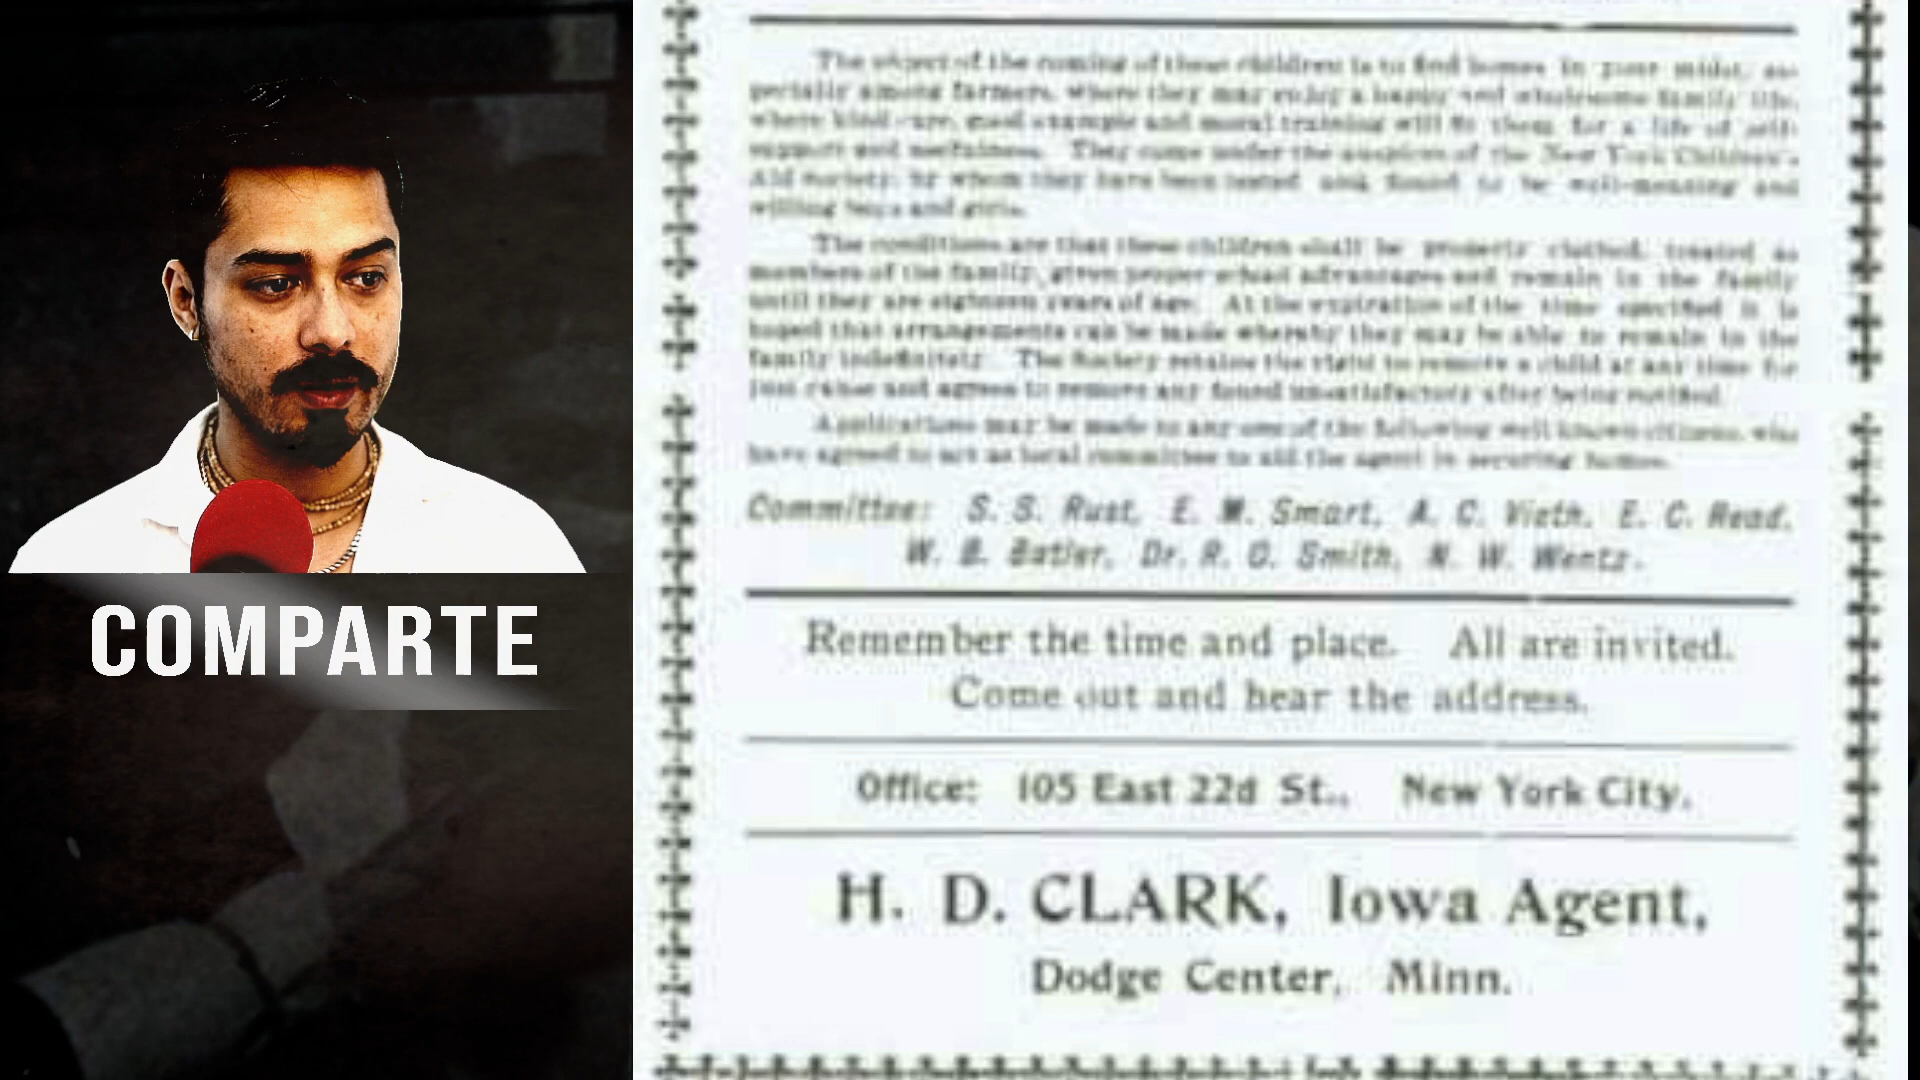 COMPARTE
The object of the coming of these children is to find homes in your midst, es-
pecially among farmers, where they may enjoy a happy and wholesome family life,
where kind care, good example and moral training will fit them for a life of self-
support and usefulness. They come under the auspices of the New York Children's
Aid Society, by whom they have been tested and found to be well-meaning and
willing boys and girls.
The conditions are that these children shall be properly clothed, treated as
members of the family, given proper school advantages and remain in the family
until they are eighteen years of age. At the expiration of the time specified it is
hoped that arrangements can be made whereby they may be able to remain in the
family indefinitely. The Society retains the right to remove a child at any time for
just cause and agrees to remove any found unsatisfactory after being notified.
Applications may be made to any one of the following well known citizens, who
have agreed to act as local committee to aid the agent in securing homes.
Committee: S. S. Rust, E. M. Smart, A. C. Vieth, E. C. Read,
W. B. Butler, Dr. R. G. Smith, N. W. Wentz.
Remember the time and place. All are invited.
Come out and hear the address.
Office: 105 East 22d St., New York City.
H. D. CLARK, Iowa Agent,
Dodge Center, Minn.